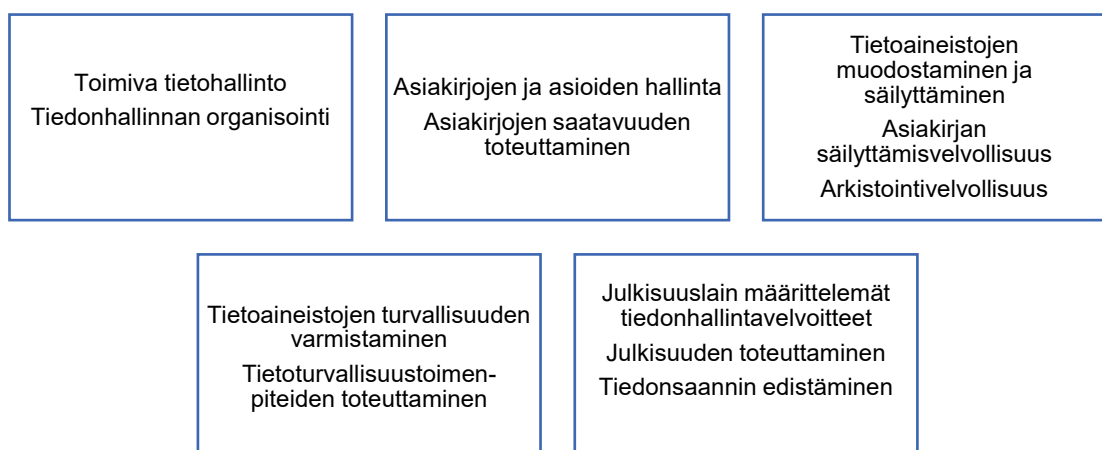 Toimiva tietohallinto
Tiedonhallinnan organisointi
Asiakirjojen ja asioiden hallinta
Asiakirjojen saatavuuden
toteuttaminen
Tietoaineistojen
muodostaminen ja
säilyttäminen
Asiakirjan
säilyttämisvelvollisuus
Arkistointivelvollisuus
Tietoaineistojen turvallisuuden
varmistaminen
Tietoturvallisuustoimen-
piteiden toteuttaminen
Julkisuuslain määrittelemät
tiedonhallintavelvoitteet
Julkisuuden toteuttaminen
Tiedonsaannin edistäminen